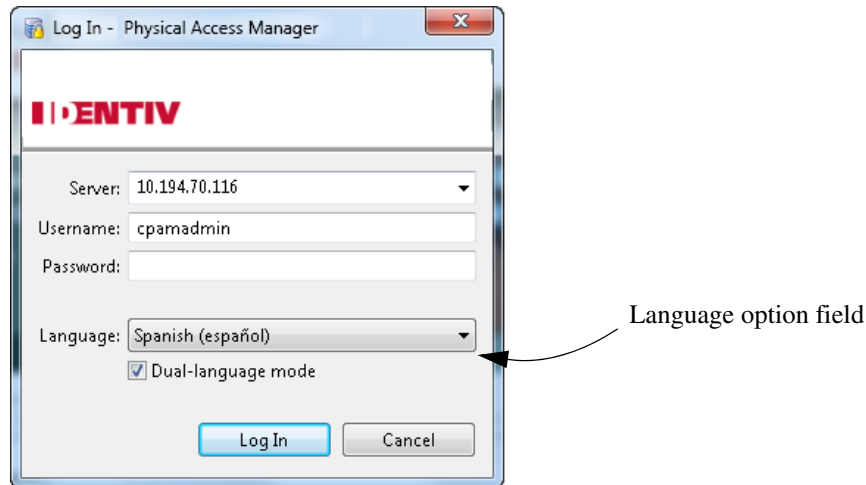 Log In - Physical Access Manager
IDENTIV
Server: 10.194.70.116
Username: cpamadmin
Password:
Language option field
Language: Spanish (español)
Dual-language mode
Log In Cancel